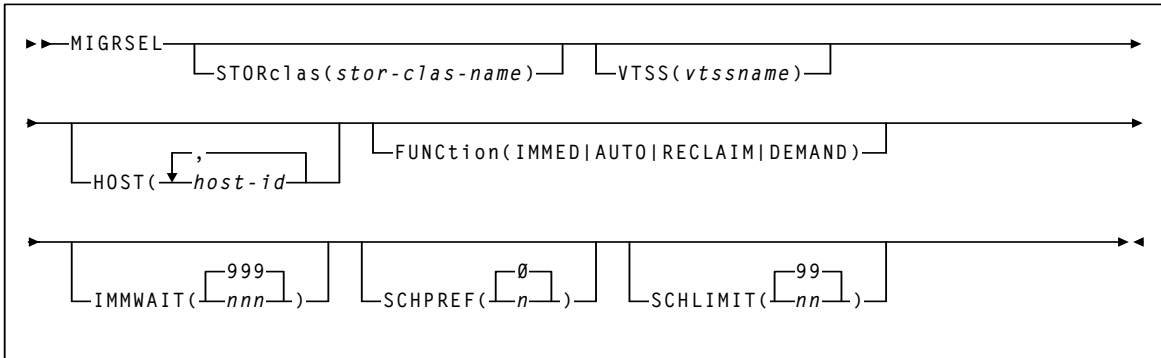 MIGRSEL
STORclas(stor-clas-name)
VTSS(vtssname)
,
HOST(host-id
FUNCtion(IMMED|AUTO|RECLAIM|DEMAND)
999
IMMWAIT(nnn)
Ø
SCHPREF(n)
99
SCHLIMIT(nn)